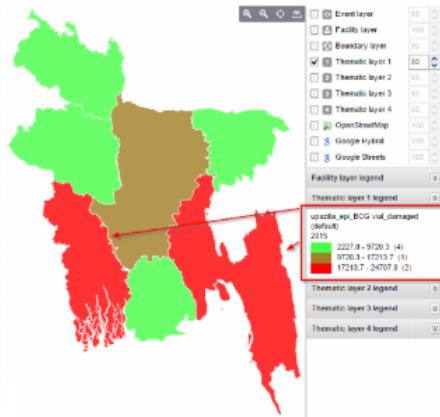 Event layer
Facility layer
Boundary layer
Thematic layer 1
80
Thematic layer 2
Thematic layer 3
Thematic layer 4
OpenStreetMap
Google Hybrid
Google Streets
Facility layer legend
Thematic layer 1 legend
upazilla_epi_BCG vial_damaged
(default)
2015
2227.0 - 9720.3 (4)
9720.3 - 17213.7 (1)
17213.7 - 24707.0 (2)
Thematic layer 2 legend
Thematic layer 3 legend
Thematic layer 4 legend